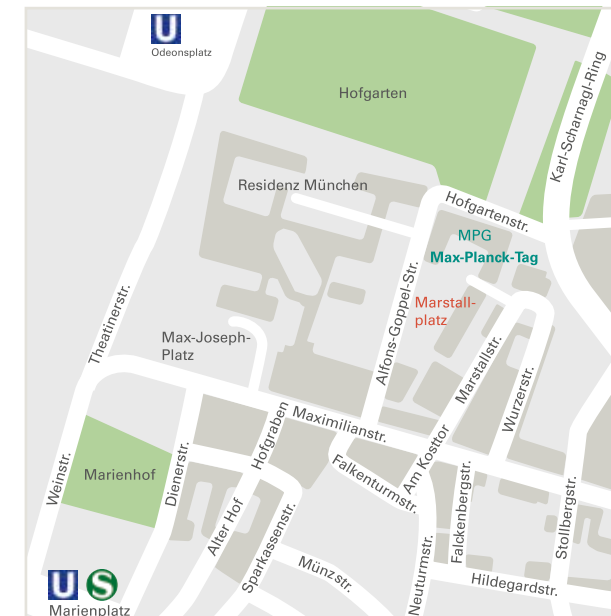 U
Odeonsplatz
Hofgarten
Karl-Scharnagl-Ring
Residenz München
Hofgartenstr.
MPG
Max-Planck-Tag
Marstall-
platz
Alfons-Goppel-Str.
Theatinerstr.
Max-Joseph-
Platz
Marstallstr.
Wurzerstr.
Maximilianstr.
Hofgraben
Am Kosttor
Falkenturmstr.
Weinstr.
Marienhof
Dienerstr.
Alter Hof
Sparkassenstr.
Münzstr.
Neuturmstr.
Falckenbergstr.
Stollbergstr.
Hildegardstr.
U S
Marienplatz